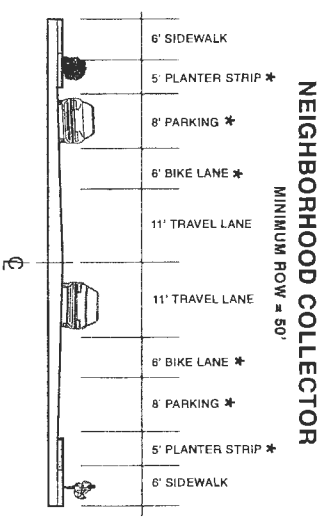 NEIGHBORHOOD COLLECTOR
MINIMUM ROW = 50'
6' SIDEWALK
5' PLANTER STRIP *
8' PARKING *
6' BIKE LANE *
11' TRAVEL LANE
11' TRAVEL LANE
6' BIKE LANE *
8' PARKING *
5' PLANTER STRIP *
6' SIDEWALK
℄